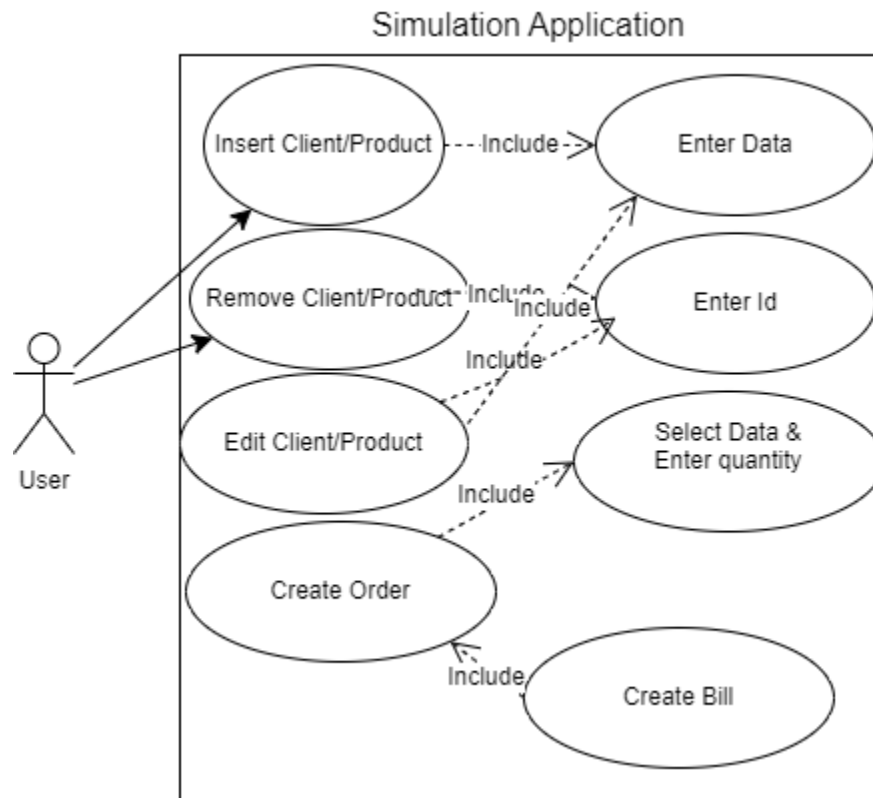 Simulation Application
Insert Client/Product
Include
Enter Data
Remove Client/Product
Include
Include
Enter Id
Include
Edit Client/Product
User
Select Data &
Enter quantity
Include
Create Order
Include
Create Bill